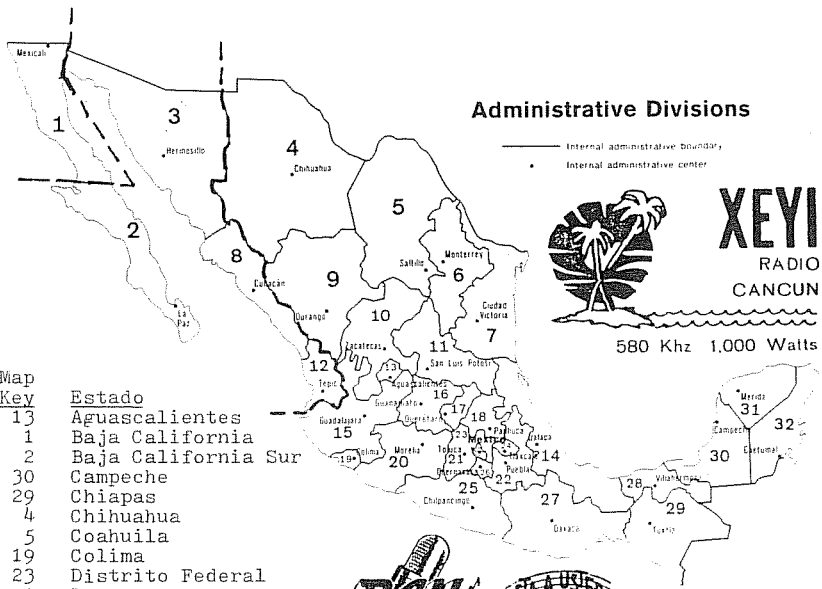 Administrative Divisions
Internal administrative boundary
Internal administrative center
XEYI
RADIO
CANCUN
580 Khz 1,000 Watts
Mexicali
1
3
Hermosillo
4
Chihuahua
2
La
Paz
5
Saltillo
Monterrey
6
8
Culiacán
9
Durango
10
Zacatecas
Ciudad
Victoria
7
11
San Luis Potosí
12
Tepic
13
Aguascalientes
Guanajuato
16
Guadalajara
15
Querétaro
17
18
Pachuca
Colima
19
Morelia
20
Toluca
21
23
México
Tlaxcala
Jalapa
14
Puebla
22
Chilpancingo
25
27
Oaxaca
28
Villahermosa
29
Tuxtla
Campeche
30
Mérida
31
32
Chetumal
Map
Key Estado
13 Aguascalientes
1 Baja California
2 Baja California Sur
30 Campeche
29 Chiapas
4 Chihuahua
5 Coahuila
19 Colima
23 Distrito Federal